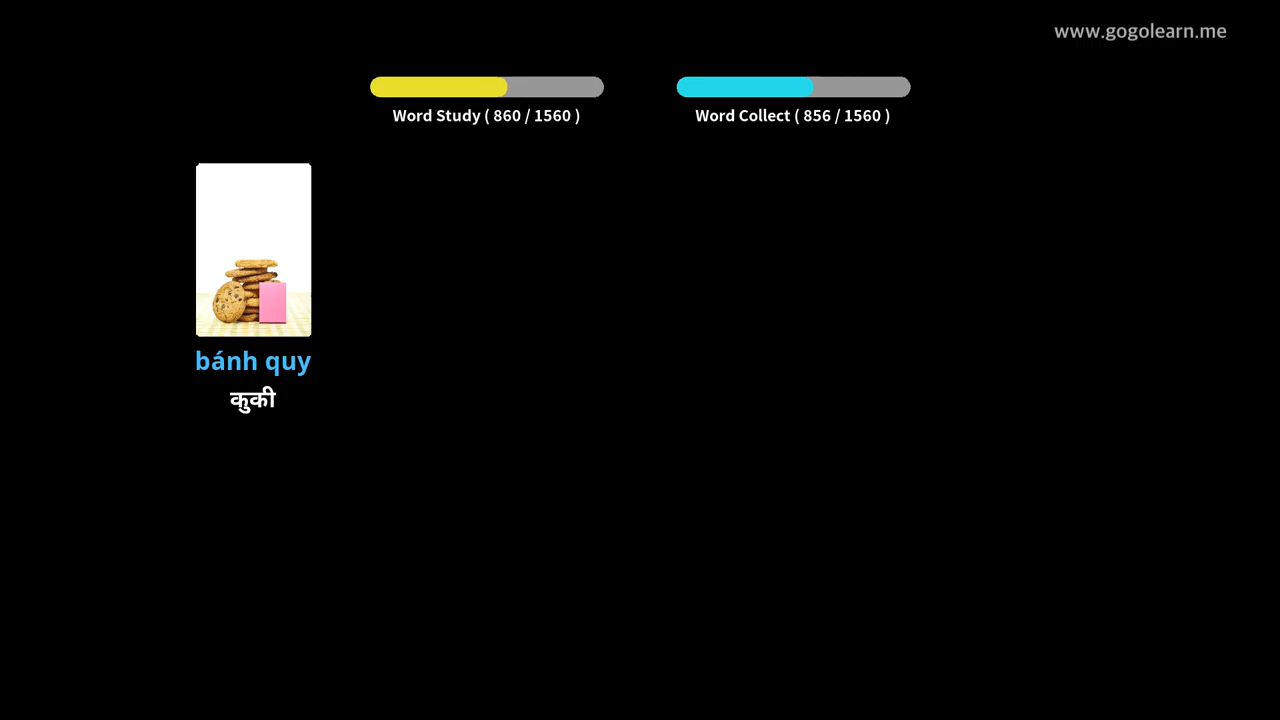 www.gogolearn.me
Word Study ( 860 / 1560 )
Word Collect ( 856 / 1560 )
bánh quy
कुकी